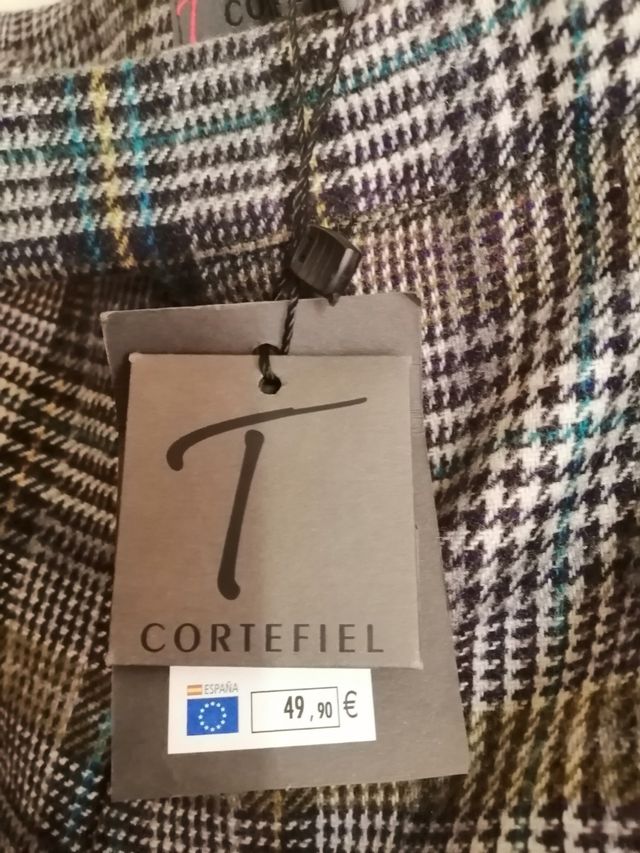 T
T
CORTEFIEL
ESPAÑA
49,90 €